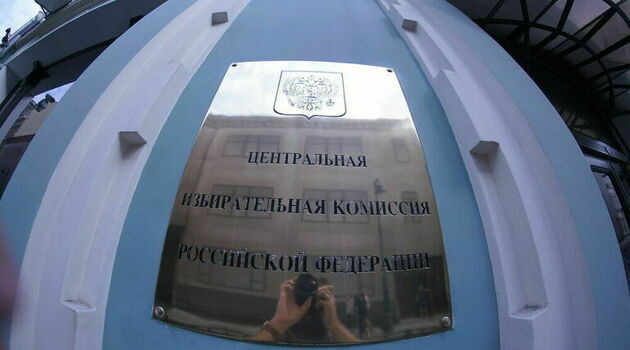 ЦЕНТРАЛЬНАЯ
ИЗБИРАТЕЛЬНАЯ КОМИССИЯ
РОССИЙСКОЙ ФЕДЕРАЦИИ